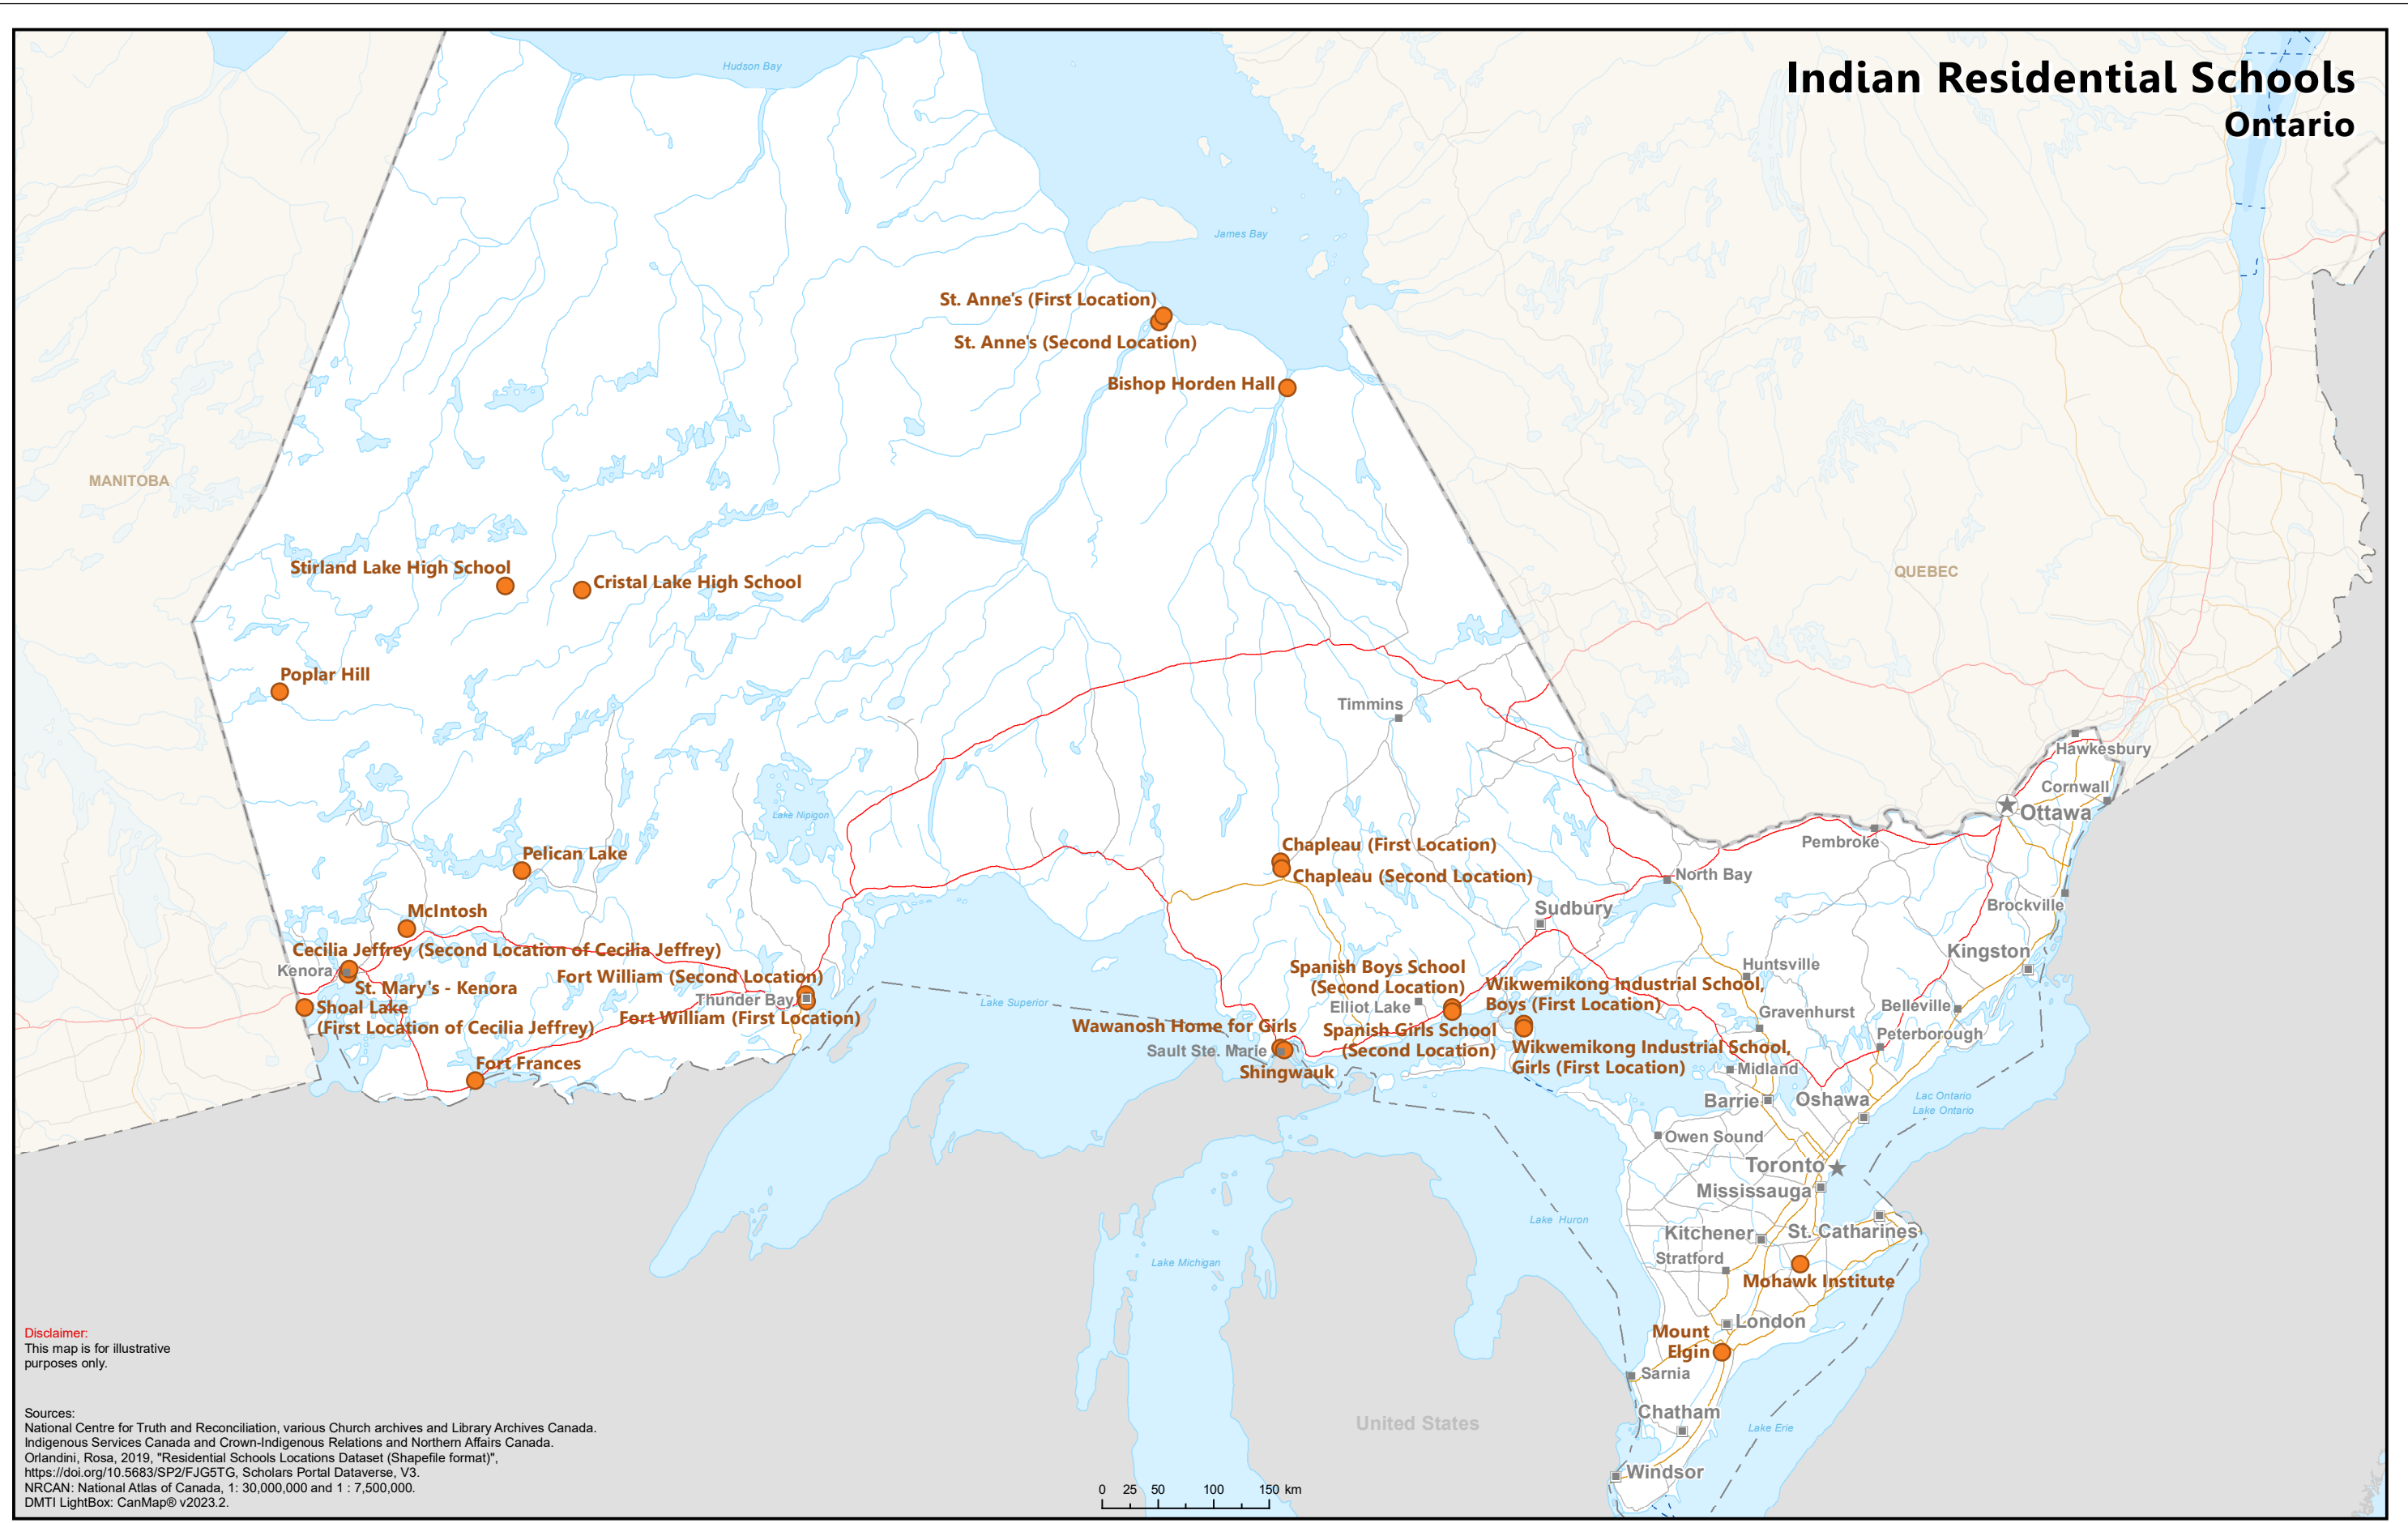 Indian Residential Schools
Ontario
Hudson Bay
James Bay
St. Anne's (First Location)
St. Anne's (Second Location)
Bishop Horden Hall
MANITOBA
QUEBEC
Stirland Lake High School
Cristal Lake High School
Poplar Hill
Timmins
Hawkesbury
Cornwall
Ottawa
Lake Nipigon
Pembroke
Chapleau (First Location)
Chapleau (Second Location)
Pelican Lake
North Bay
Brockville
McIntosh
Sudbury
Cecilia Jeffrey (Second Location of Cecilia Jeffrey)
Kingston
Kenora
Fort William (Second Location)
Spanish Boys School
(Second Location)
Huntsville
St. Mary's - Kenora
Thunder Bay
Lake Superior
Wikwemikong Industrial School,
Boys (First Location)
Elliot Lake
Belleville
Shoal Lake
(First Location of Cecilia Jeffrey)
Fort William (First Location)
Gravenhurst
Wawanosh Home for Girls
Spanish Girls School
(Second Location)
Peterborough
Sault Ste. Marie
Wikwemikong Industrial School,
Girls (First Location)
Fort Frances
Shingwauk
Midland
Barrie
Oshawa
Lac Ontario
Lake Ontario
Owen Sound
Toronto
Mississauga
Lake Huron
Kitchener
St. Catharines
Lake Michigan
Stratford
Mohawk Institute
London
Mount
Elgin
Sarnia
Chatham
United States
Lake Erie
Windsor
Disclaimer:
This map is for illustrative
purposes only.
Sources:
National Centre for Truth and Reconciliation, various Church archives and Library Archives Canada.
Indigenous Services Canada and Crown-Indigenous Relations and Northern Affairs Canada.
Orlandini, Rosa, 2019, "Residential Schools Locations Dataset (Shapefile format)",
https://doi.org/10.5683/SP2/FJG5TG, Scholars Portal Dataverse, V3.
NRCAN: National Atlas of Canada, 1: 30,000,000 and 1 : 7,500,000.
DMTI LightBox: CanMap® v2023.2.
0 25 50 100 150 km